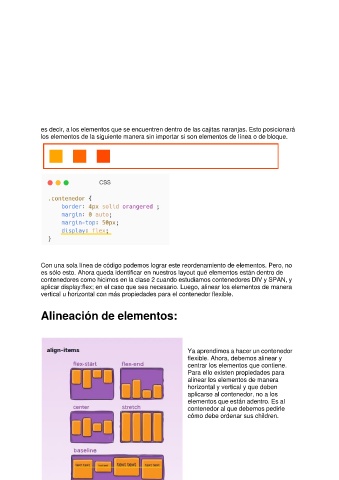 es decir, a los elementos que se encuentren dentro de las cajitas naranjas. Esto posicionará
los elementos de la siguiente manera sin importar si son elementos de línea o de bloque.
CSS
.contenedor {
border: 4px solid orangered ;
margin: 0 auto;
margin-top: 50px;
display: flex;
}
Con una sola línea de código podemos lograr este reordenamiento de elementos. Pero, no
es sólo esto. Ahora queda identificar en nuestros layout qué elementos están dentro de
contenedores como hicimos en la clase 2 cuando estudiamos contenedores DIV y SPAN, y
aplicar display:flex; en el caso que sea necesario. Luego, alinear los elementos de manera
vertical u horizontal con más propiedades para el contenedor flexible.
Alineación de elementos:
align-items
flex-start flex-end
center stretch
baseline
text text
text text
text text
Ya aprendimos a hacer un contenedor
flexible. Ahora, debemos alinear y
centrar los elementos que contiene.
Para ello existen propiedades para
alinear los elementos de manera
horizontal y vertical y que deben
aplicarse al contenedor, no a los
elementos que están adentro. Es al
contenedor al que debemos pedirle
cómo debe ordenar sus children.